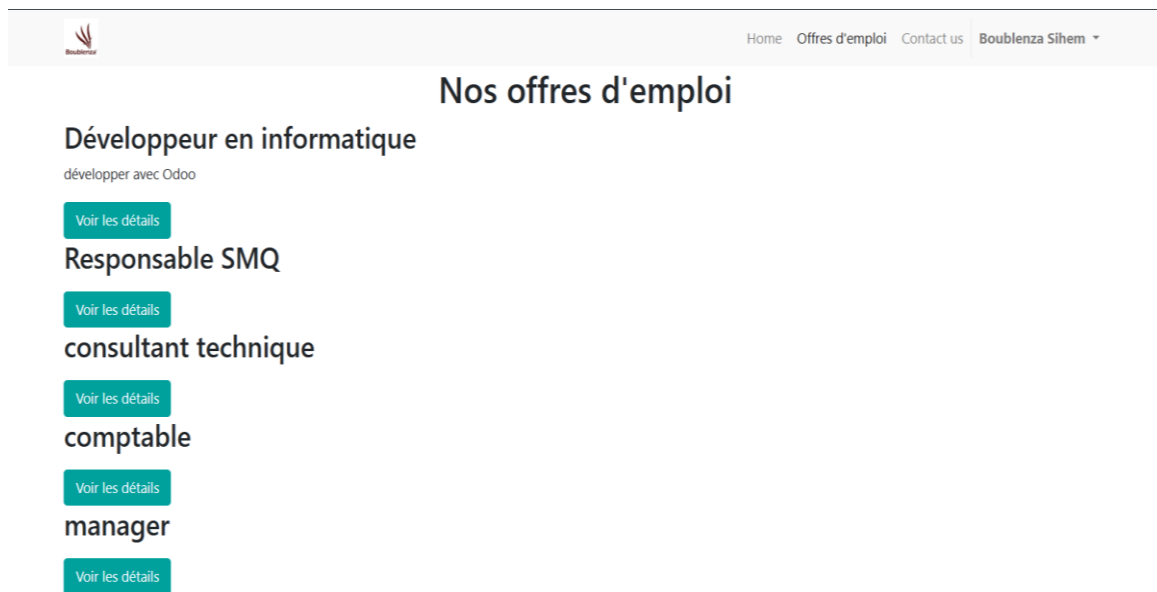 Boublenza
Home Offres d'emploi Contact us Boublenza Sihem
Nos offres d'emploi
Développeur en informatique
développer avec Odoo
Voir les détails
Responsable SMQ
Voir les détails
consultant technique
Voir les détails
comptable
Voir les détails
manager
Voir les détails